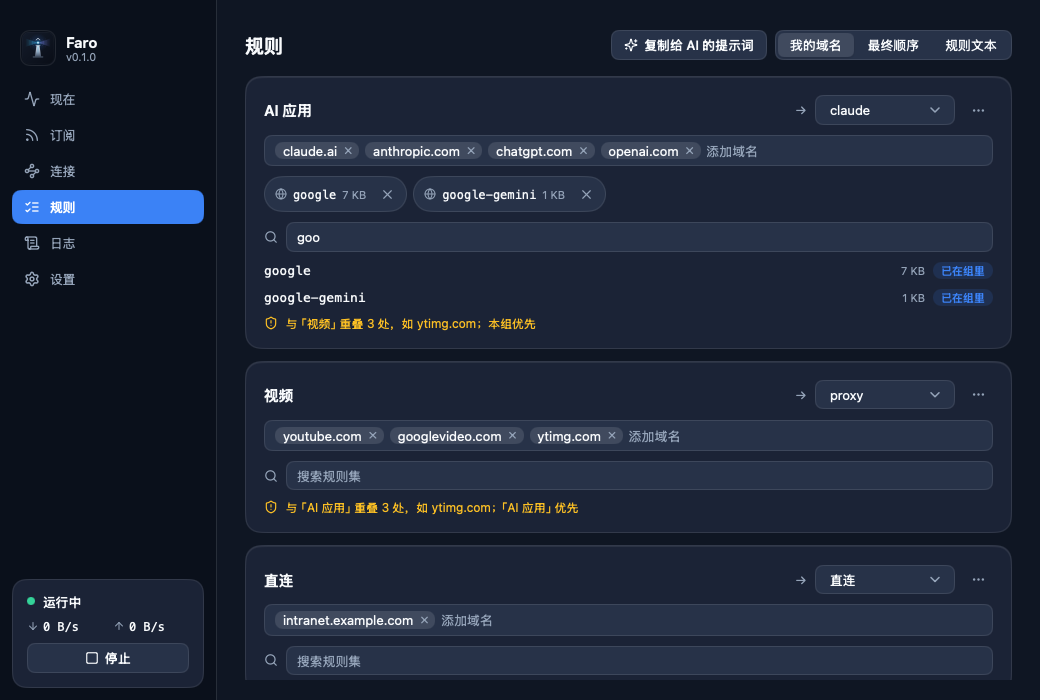 Faro
v0.1.0
现在
订阅
连接
规则
日志
设置
运行中
↓ 0 B/s ↑ 0 B/s
停止
规则
复制给 AI 的提示词
我的域名 最终顺序 规则文本
AI 应用 → claude ···
claude.ai × anthropic.com × chatgpt.com × openai.com × 添加域名
google 7 KB × google-gemini 1 KB ×
goo
google 7 KB 已在组里
google-gemini 1 KB 已在组里
与「视频」重叠 3 处，如 ytimg.com；本组优先
视频 → proxy ···
youtube.com × googlevideo.com × ytimg.com × 添加域名
搜索规则集
与「AI 应用」重叠 3 处，如 ytimg.com；「AI 应用」优先
直连 → 直连 ···
intranet.example.com × 添加域名
搜索规则集